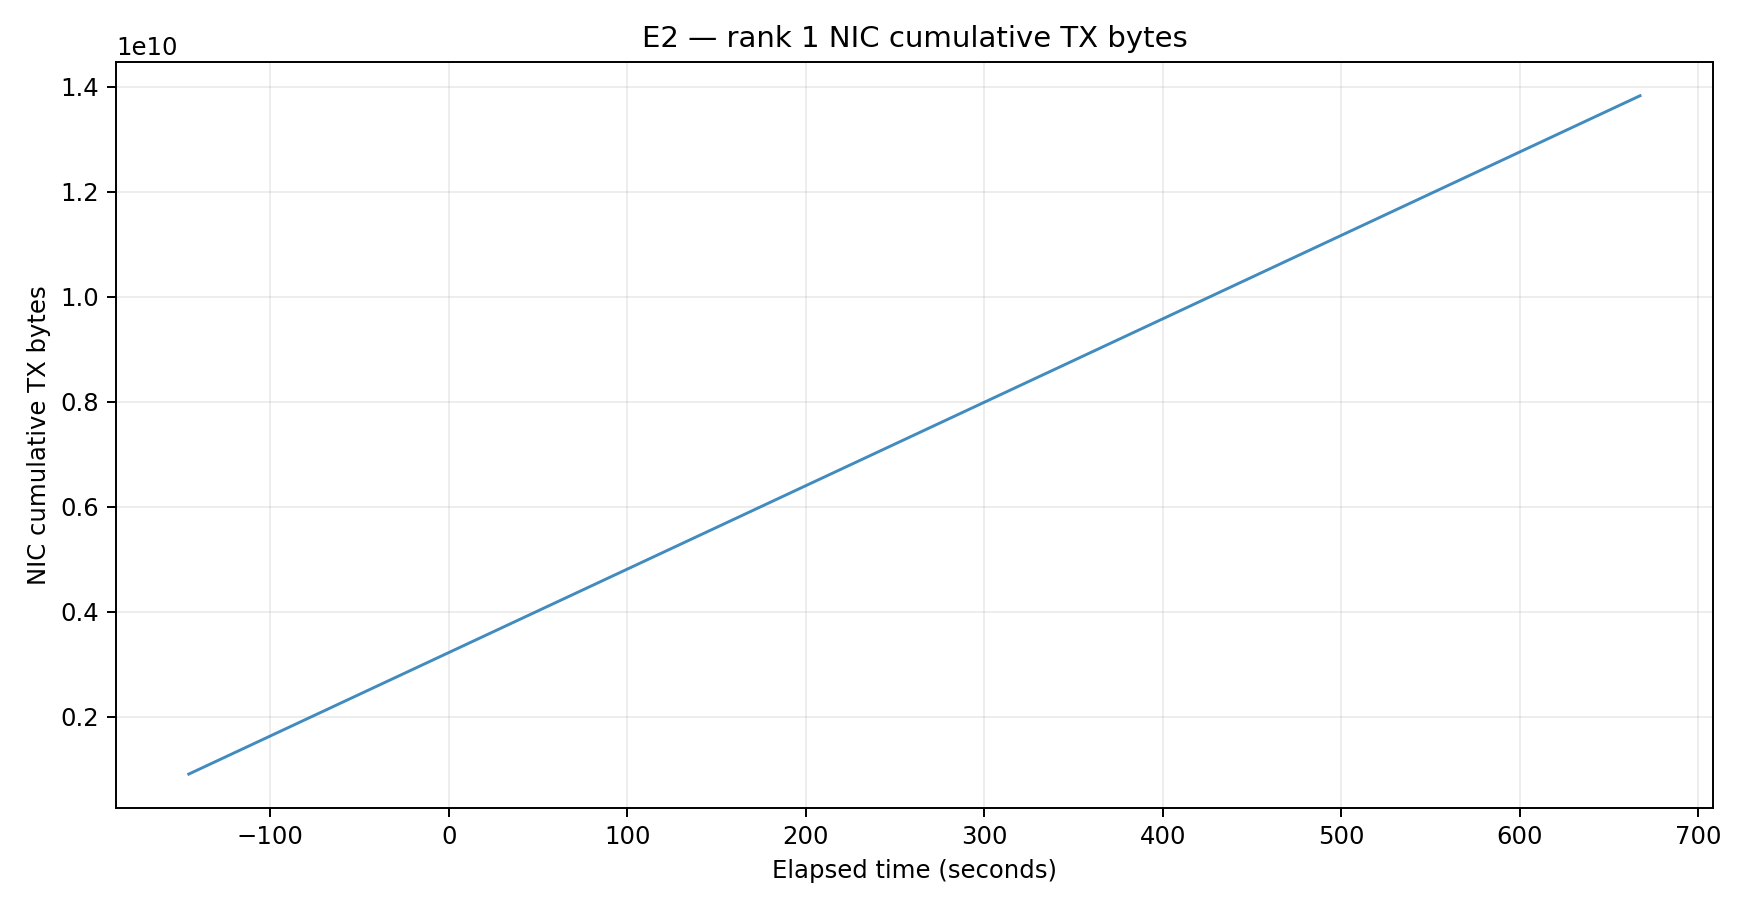 E2 — rank 1 NIC cumulative TX bytes
1e10
1.4
1.2
1.0
0.8
0.6
0.4
0.2
NIC cumulative TX bytes
−100 0 100 200 300 400 500 600 700
Elapsed time (seconds)